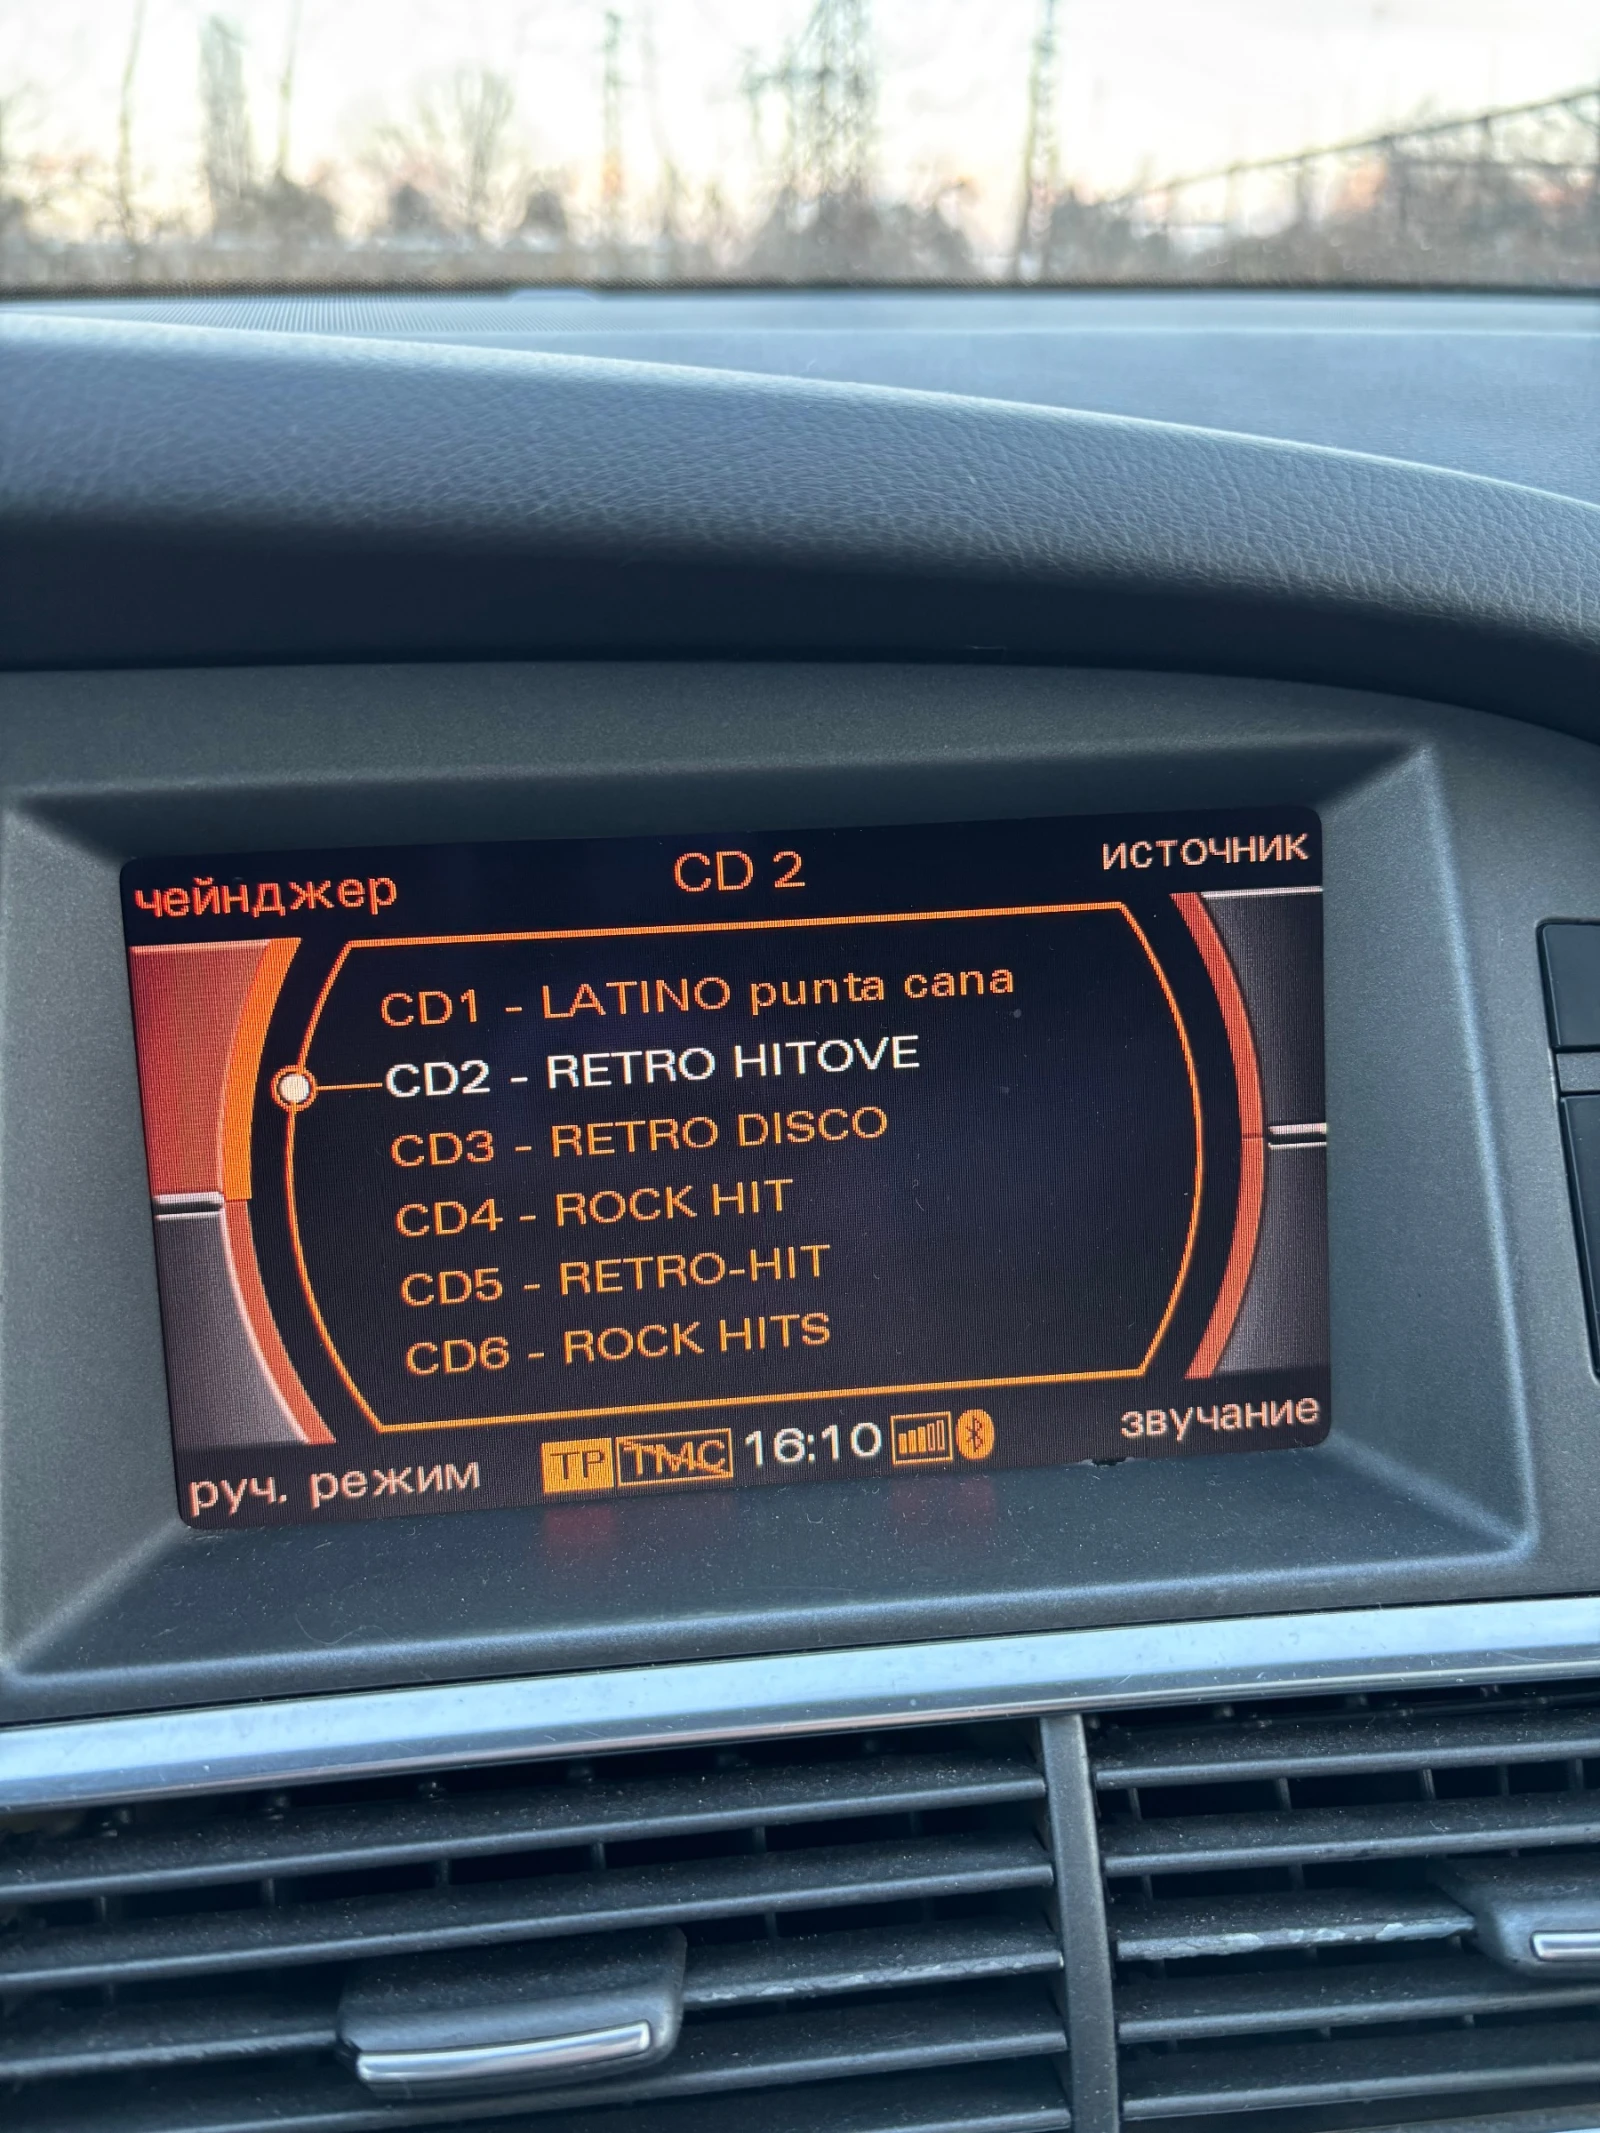 чейнджер CD 2 источник
CD1 - LATINO punta cana
CD2 - RETRO HITOVE
CD3 - RETRO DISCO
CD4 - ROCK HIT
CD5 - RETRO-HIT
CD6 - ROCK HITS
руч. режим TP TMC 16:10 звучание